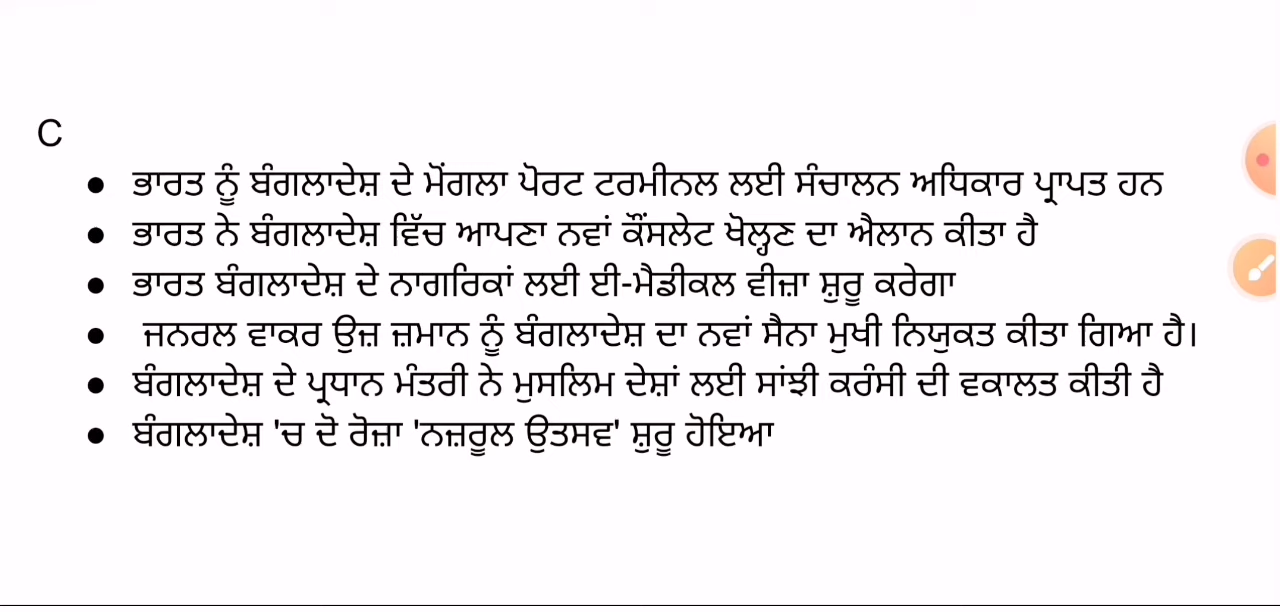 C
● ਭਾਰਤ ਨੂੰ ਬੰਗਲਾਦੇਸ਼ ਦੇ ਮੋਂਗਲਾ ਪੋਰਟ ਟਰਮੀਨਲ ਲਈ ਸੰਚਾਲਨ ਅਧਿਕਾਰ ਪ੍ਰਾਪਤ ਹਨ
● ਭਾਰਤ ਨੇ ਬੰਗਲਾਦੇਸ਼ ਵਿੱਚ ਆਪਣਾ ਨਵਾਂ ਕੌਂਸਲੇਟ ਖੋਲ੍ਹਣ ਦਾ ਐਲਾਨ ਕੀਤਾ ਹੈ
● ਭਾਰਤ ਬੰਗਲਾਦੇਸ਼ ਦੇ ਨਾਗਰਿਕਾਂ ਲਈ ਈ-ਮੈਡੀਕਲ ਵੀਜ਼ਾ ਸ਼ੁਰੂ ਕਰੇਗਾ
● ਜਨਰਲ ਵਾਕਰ ਉਜ਼ ਜ਼ਮਾਨ ਨੂੰ ਬੰਗਲਾਦੇਸ਼ ਦਾ ਨਵਾਂ ਸੈਨਾ ਮੁਖੀ ਨਿਯੁਕਤ ਕੀਤਾ ਗਿਆ ਹੈ।
● ਬੰਗਲਾਦੇਸ਼ ਦੇ ਪ੍ਰਧਾਨ ਮੰਤਰੀ ਨੇ ਮੁਸਲਿਮ ਦੇਸ਼ਾਂ ਲਈ ਸਾਂਝੀ ਕਰੰਸੀ ਦੀ ਵਕਾਲਤ ਕੀਤੀ ਹੈ
● ਬੰਗਲਾਦੇਸ਼ 'ਚ ਦੋ ਰੋਜ਼ਾ 'ਨਜ਼ਰੂਲ ਉਤਸਵ' ਸ਼ੁਰੂ ਹੋਇਆ